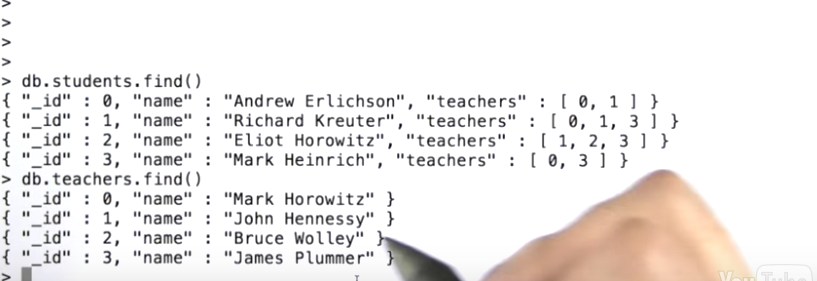 >
>
>
>
> db.students.find()
{ "_id" : 0, "name" : "Andrew Erlichson", "teachers" : [ 0, 1 ] }
{ "_id" : 1, "name" : "Richard Kreuter", "teachers" : [ 0, 1, 3 ] }
{ "_id" : 2, "name" : "Eliot Horowitz", "teachers" : [ 1, 2, 3 ] }
{ "_id" : 3, "name" : "Mark Heinrich", "teachers" : [ 0, 3 ] }
> db.teachers.find()
{ "_id" : 0, "name" : "Mark Horowitz" }
{ "_id" : 1, "name" : "John Hennessy" }
{ "_id" : 2, "name" : "Bruce Wolley" }
{ "_id" : 3, "name" : "James Plummer" }
>
YouTube